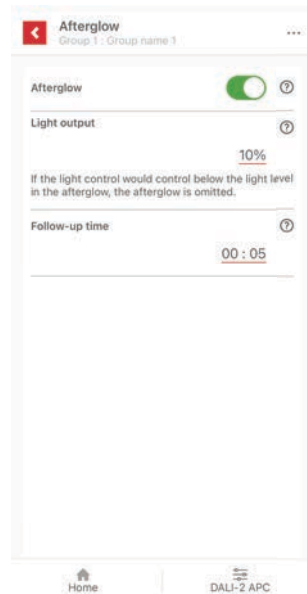 Afterglow
Group 1 : Group name 1
Afterglow
Light output
10%
If the light control would control below the light level
in the afterglow, the afterglow is omitted.
Follow-up time
00 : 05
Home
DALI-2 APC